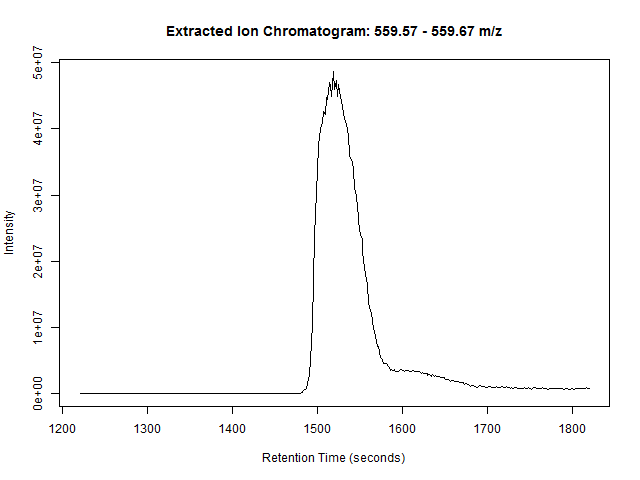 Extracted Ion Chromatogram: 559.57 - 559.67 m/z
Intensity
5e+07
4e+07
3e+07
2e+07
1e+07
0e+00
1200 1300 1400 1500 1600 1700 1800
Retention Time (seconds)